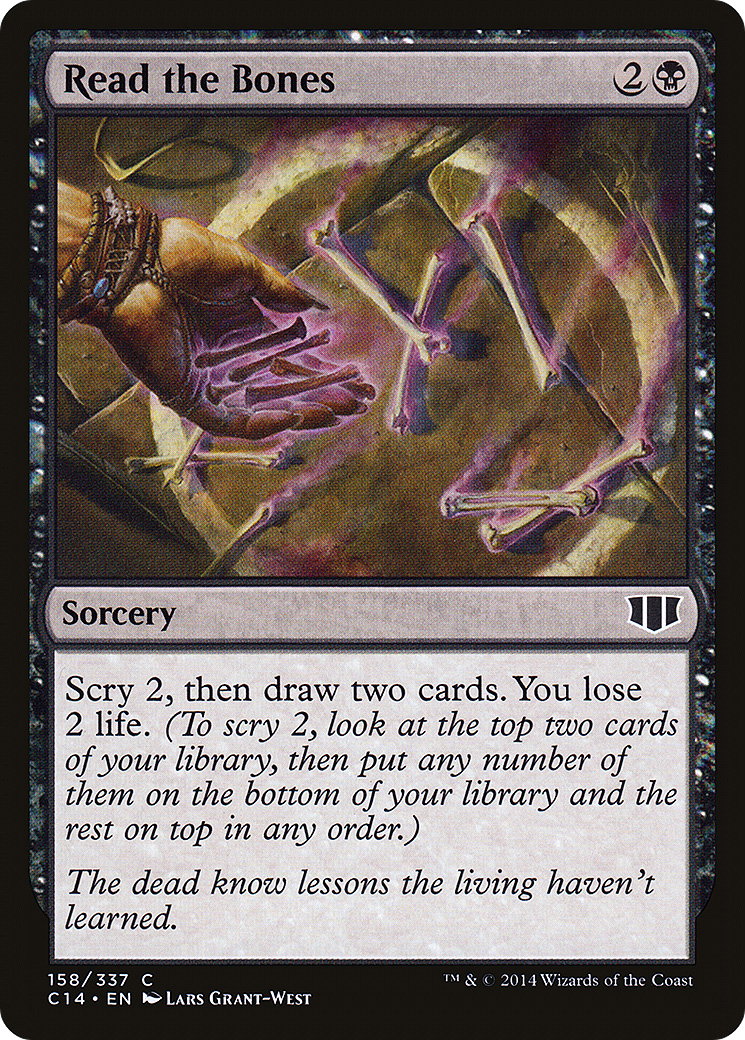 Read the Bones 2
Sorcery
Scry 2, then draw two cards. You lose
2 life. (To scry 2, look at the top two cards
of your library, then put any number of
them on the bottom of your library and the
rest on top in any order.)
The dead know lessons the living haven't
learned.
158/337 C
™ & © 2014 Wizards of the Coast
C14 • EN Lars Grant-West